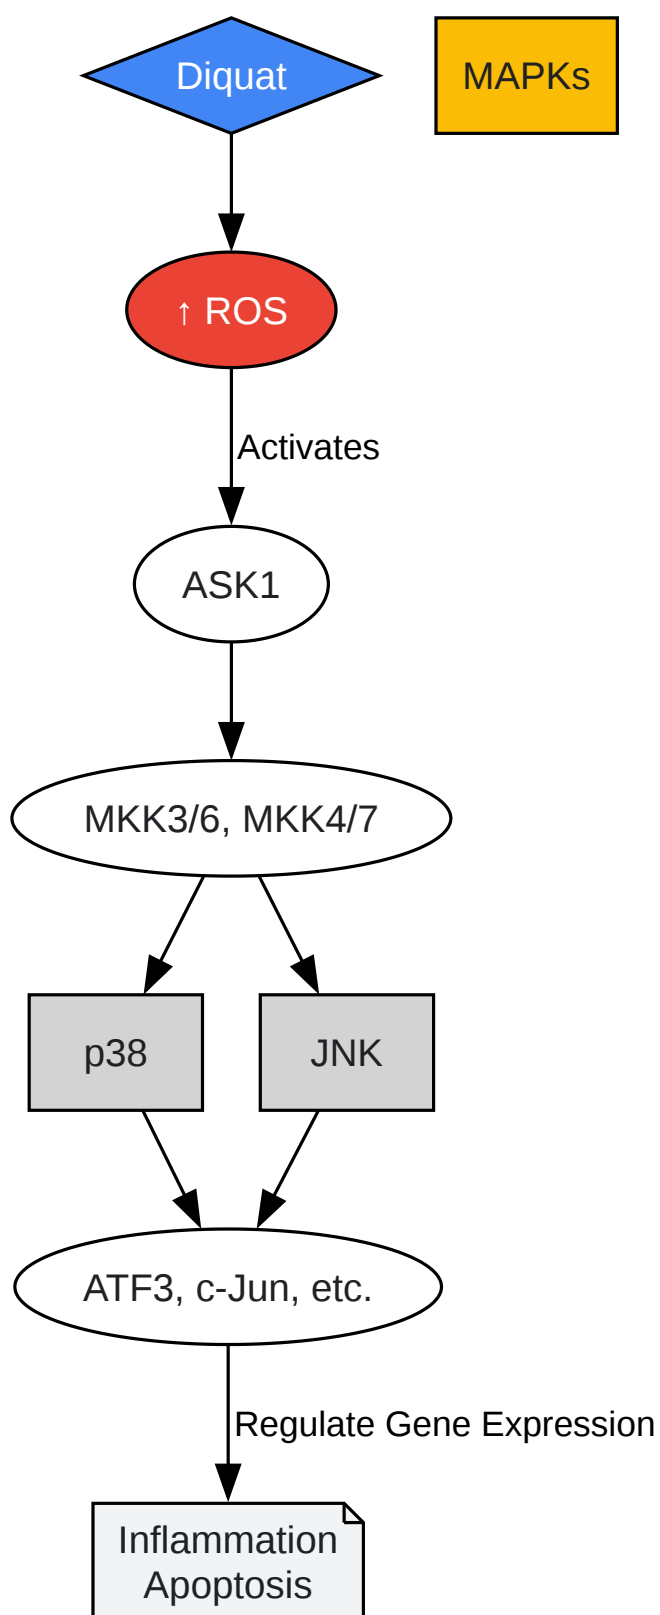 Diquat
MAPKs
↑ ROS
Activates
ASK1
MKK3/6, MKK4/7
p38
JNK
ATF3, c-Jun, etc.
Regulate Gene Expression
Inflammation
Apoptosis